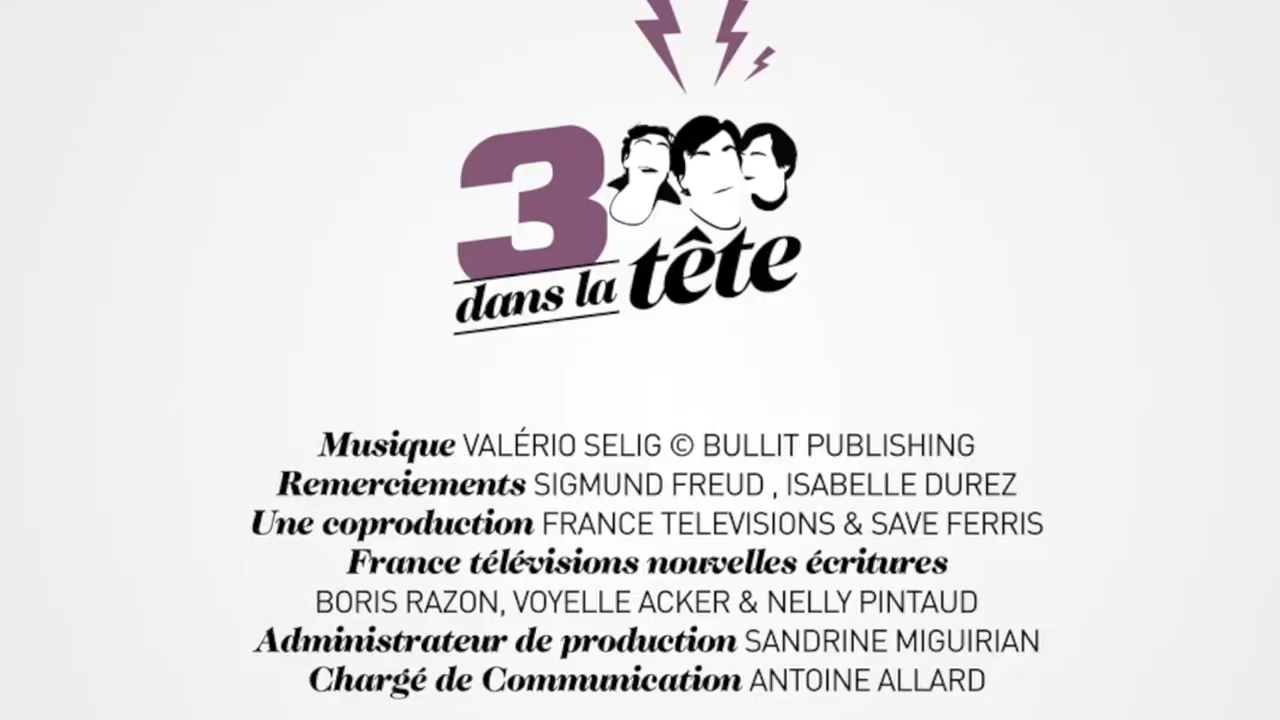 3
dans la tête
Musique VALÉRIO SELIG © BULLIT PUBLISHING
Remerciements SIGMUND FREUD , ISABELLE DUREZ
Une coproduction FRANCE TELEVISIONS & SAVE FERRIS
France télévisions nouvelles écritures
BORIS RAZON, VOYELLE ACKER & NELLY PINTAUD
Administrateur de production SANDRINE MIGUIRIAN
Chargé de Communication ANTOINE ALLARD